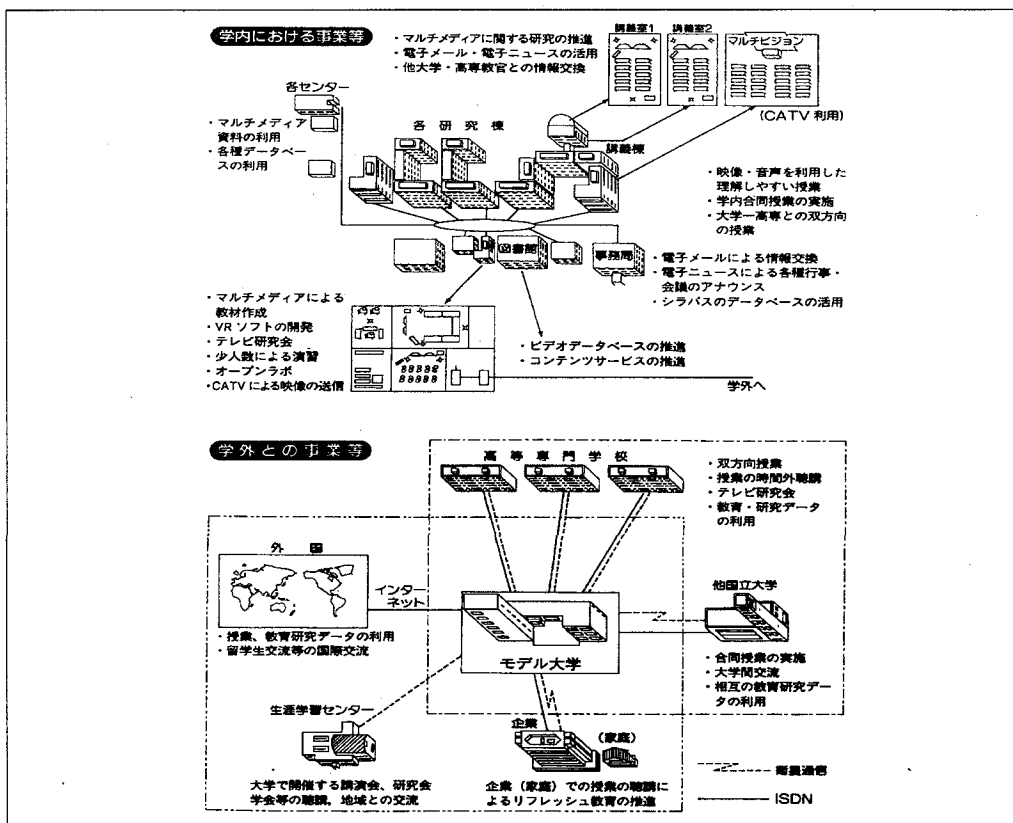 学内における事業等
・マルチメディアに関する研究の推進
・電子メール・電子ニュースの活用
・他大学・高専教官との情報交換
講義室1
講義室2
マルチビジョン
(CATV 利用)
各センター
・マルチメディア
資料の利用
・各種データベー
スの利用
各研究棟
講義棟
・映像・音声を利用した
理解しやすい授業
・学内合同授業の実施
・大学ー高専との双方向
の授業
図書館
事務局
・電子メールによる情報交換
・電子ニュースによる各種行事・
会議のアナウンス
・シラバスのデータベースの活用
・マルチメディアによる
教材作成
・VR ソフトの開発
・テレビ研究会
・少人数による演習
・オープンラボ
・CATV による映像の送信
・ビデオデータベースの推進
・コンテンツサービスの推進
学外へ
学外との事業等
高等専門学校
・双方向授業
・授業の時間外聴講
・テレビ研究会
・教育・研究データ
の利用
外国
インター
ネット
・授業、教育研究データの利用
・留学生交流等の国際交流
モデル大学
他国立大学
・合同授業の実施
・大学間交流
・相互の教育研究デー
タの利用
生涯学習センター
大学で開催する講演会、研究会
学会等の聴講，地域との交流
企業
(家庭)
企業（家庭）での授業の聴講に
よるリフレッシュ教育の推進
衛星通信
ISDN